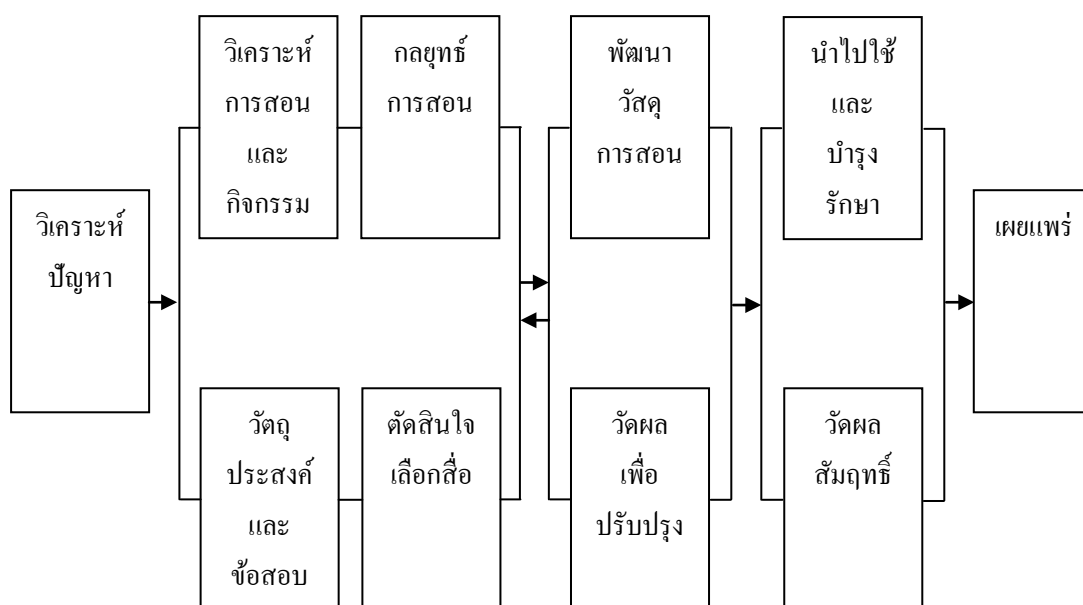 วิเคราะห์
ปัญหา
วิเคราะห์
การสอน
และ
กิจกรรม
กลยุทธ์
การสอน
วัตถุ
ประสงค์
และ
ข้อสอบ
ตัดสินใจ
เลือกสื่อ
พัฒนา
วัสดุ
การสอน
วัดผล
เพื่อ
ปรับปรุง
นำไปใช้
และ
บำรุง
รักษา
วัดผล
สัมฤทธิ์
เผยแพร่